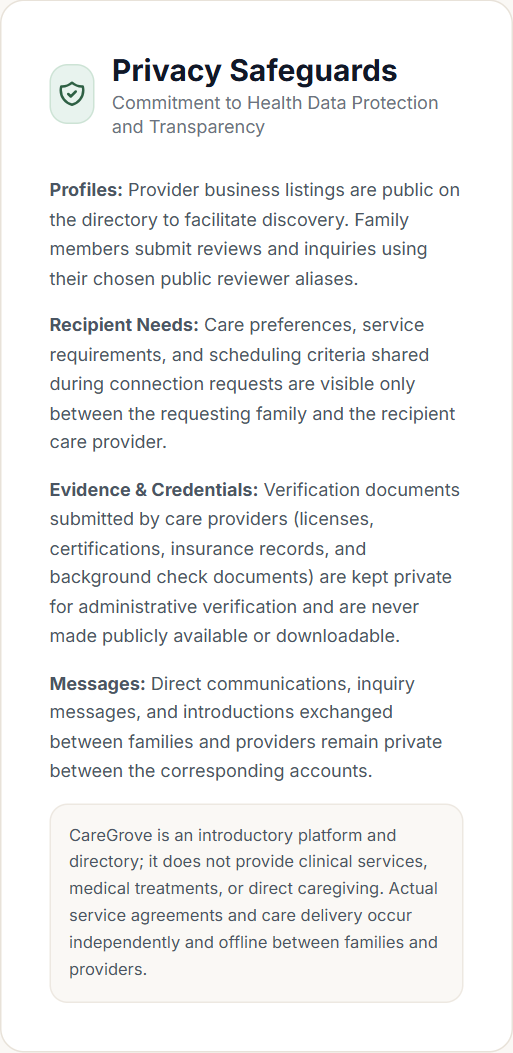 Privacy Safeguards
Commitment to Health Data Protection
and Transparency
Profiles: Provider business listings are public on
the directory to facilitate discovery. Family
members submit reviews and inquiries using
their chosen public reviewer aliases.
Recipient Needs: Care preferences, service
requirements, and scheduling criteria shared
during connection requests are visible only
between the requesting family and the recipient
care provider.
Evidence & Credentials: Verification documents
submitted by care providers (licenses,
certifications, insurance records, and
background check documents) are kept private
for administrative verification and are never
made publicly available or downloadable.
Messages: Direct communications, inquiry
messages, and introductions exchanged
between families and providers remain private
between the corresponding accounts.
CareGrove is an introductory platform and
directory; it does not provide clinical services,
medical treatments, or direct caregiving. Actual
service agreements and care delivery occur
independently and offline between families and
providers.